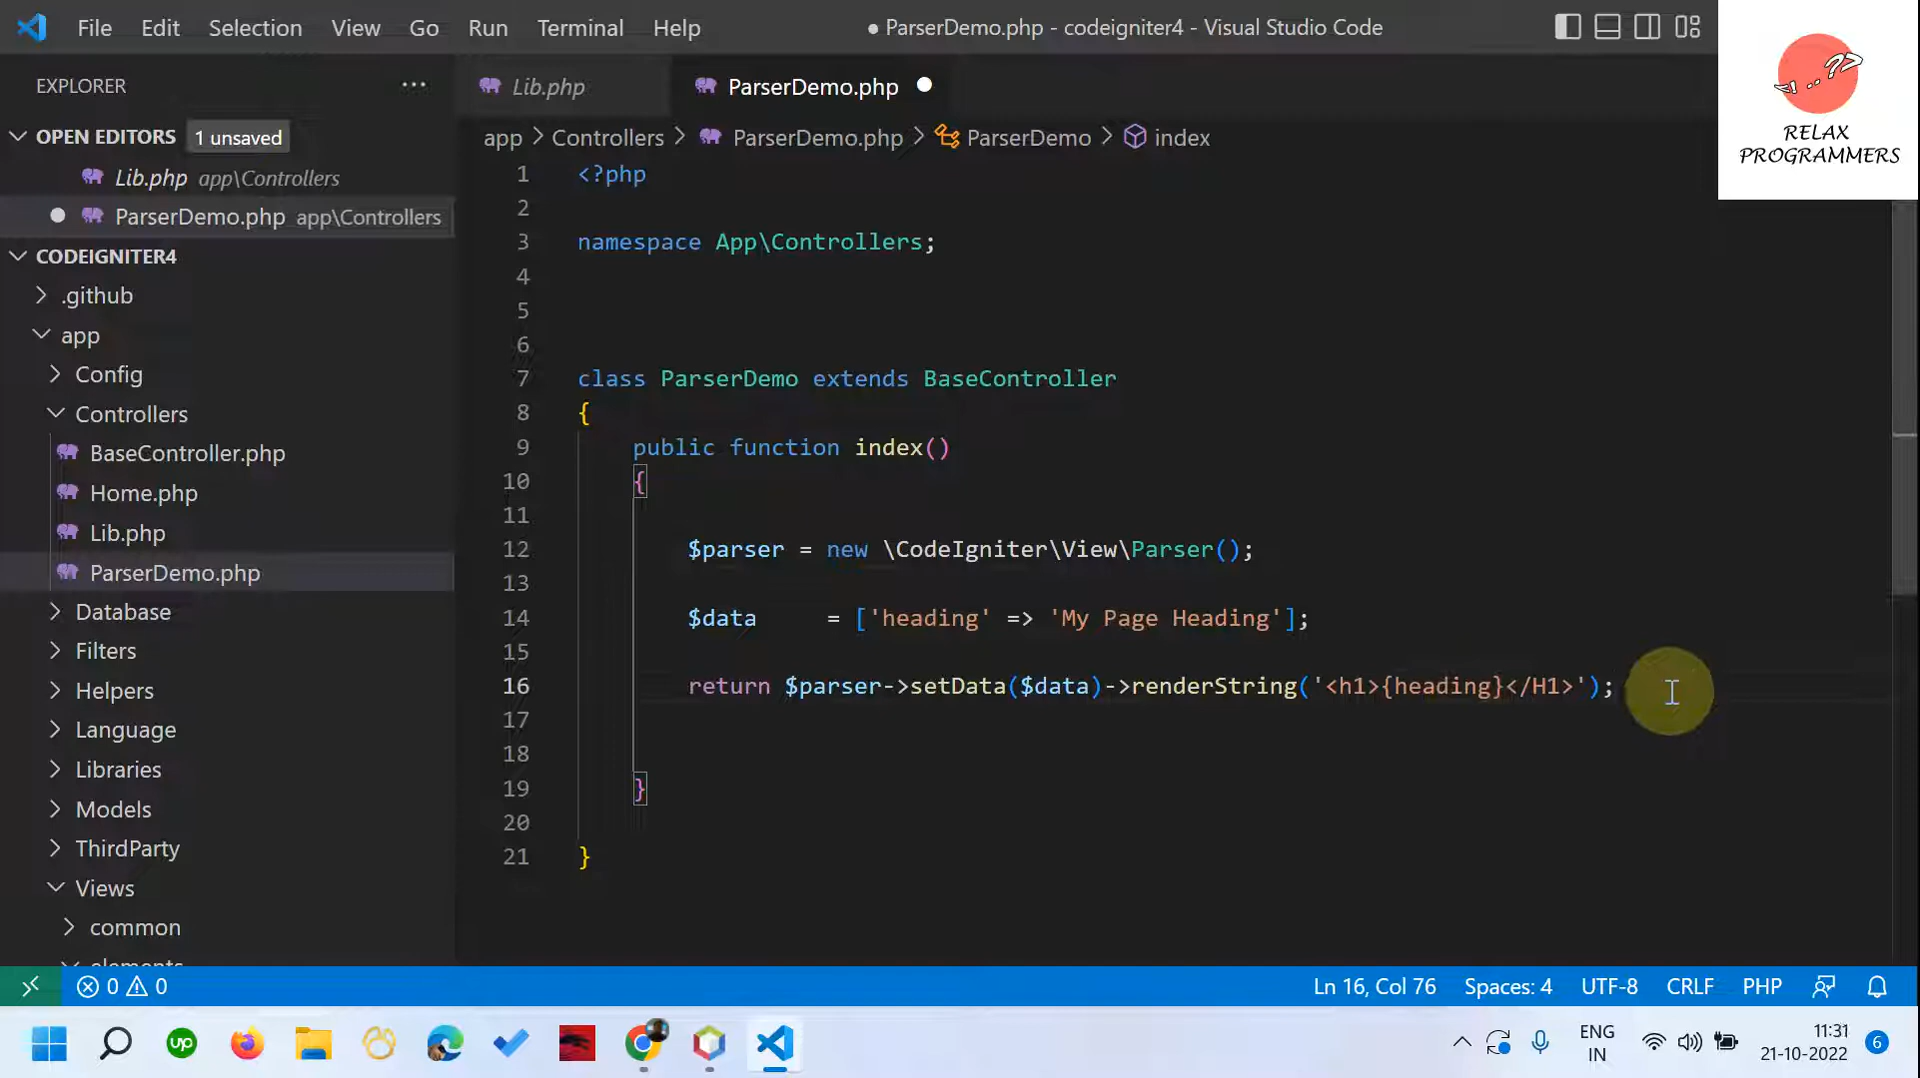 File Edit Selection View Go Run Terminal Help
● ParserDemo.php - codeigniter4 - Visual Studio Code
<!..??>
RELAX
PROGRAMMERS
EXPLORER ...
OPEN EDITORS 1 unsaved
Lib.php app\Controllers
ParserDemo.php app\Controllers
CODEIGNITER4
.github
app
Config
Controllers
BaseController.php
Home.php
Lib.php
ParserDemo.php
Database
Filters
Helpers
Language
Libraries
Models
ThirdParty
Views
common
elements
Lib.php ParserDemo.php
app > Controllers > ParserDemo.php > ParserDemo > index
1 <?php
2
3 namespace App\Controllers;
4
5
6
7 class ParserDemo extends BaseController
8 {
9 public function index()
10 {
11
12 $parser = new \CodeIgniter\View\Parser();
13
14 $data = ['heading' => 'My Page Heading'];
15
16 return $parser->setData($data)->renderString('<h1>{heading}</H1>');
17
18
19 }
20
21 }
0 0 Ln 16, Col 76 Spaces: 4 UTF-8 CRLF PHP
up
ENG
IN
11:31
21-10-2022
6